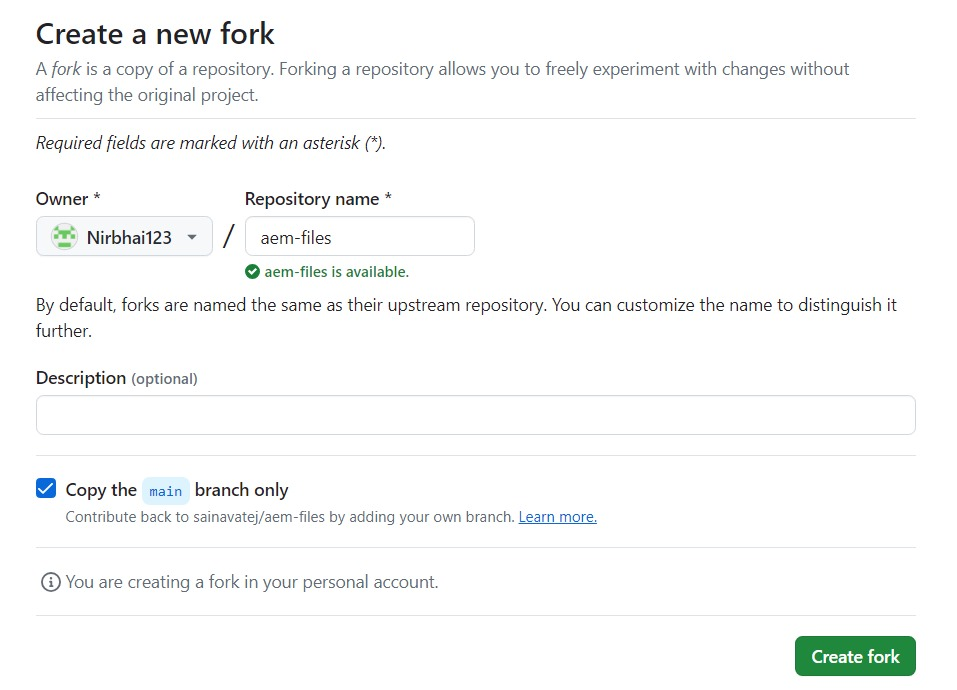 Create a new fork
A fork is a copy of a repository. Forking a repository allows you to freely experiment with changes without
affecting the original project.
Required fields are marked with an asterisk (*).
Owner *
Repository name *
Nirbhai123
/
aem-files
aem-files is available.
By default, forks are named the same as their upstream repository. You can customize the name to distinguish it
further.
Description (optional)
Copy the main branch only
Contribute back to sainavatej/aem-files by adding your own branch. Learn more.
You are creating a fork in your personal account.
Create fork